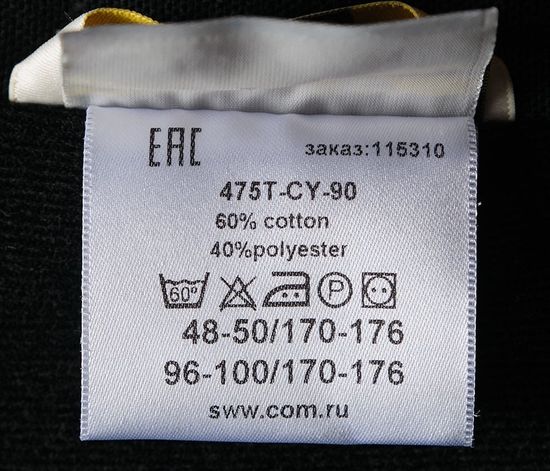 EAC заказ:115310
475T-CY-90
60% cotton
40%polyester
60° P
48-50/170-176
96-100/170-176
sww.com.ru